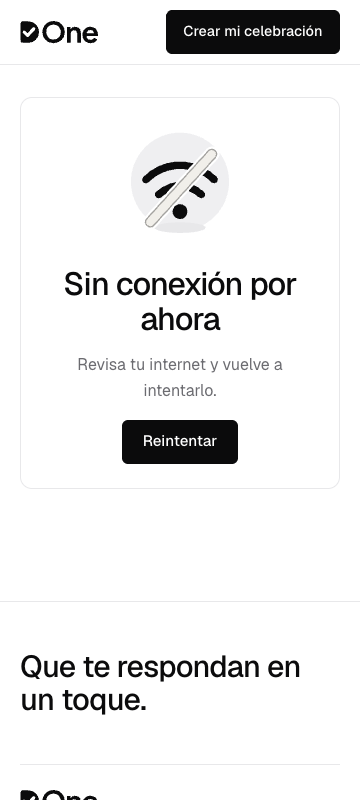 One
Crear mi celebración
Sin conexión por
ahora
Revisa tu internet y vuelve a
intentarlo.
Reintentar
Que te respondan en
un toque.
One